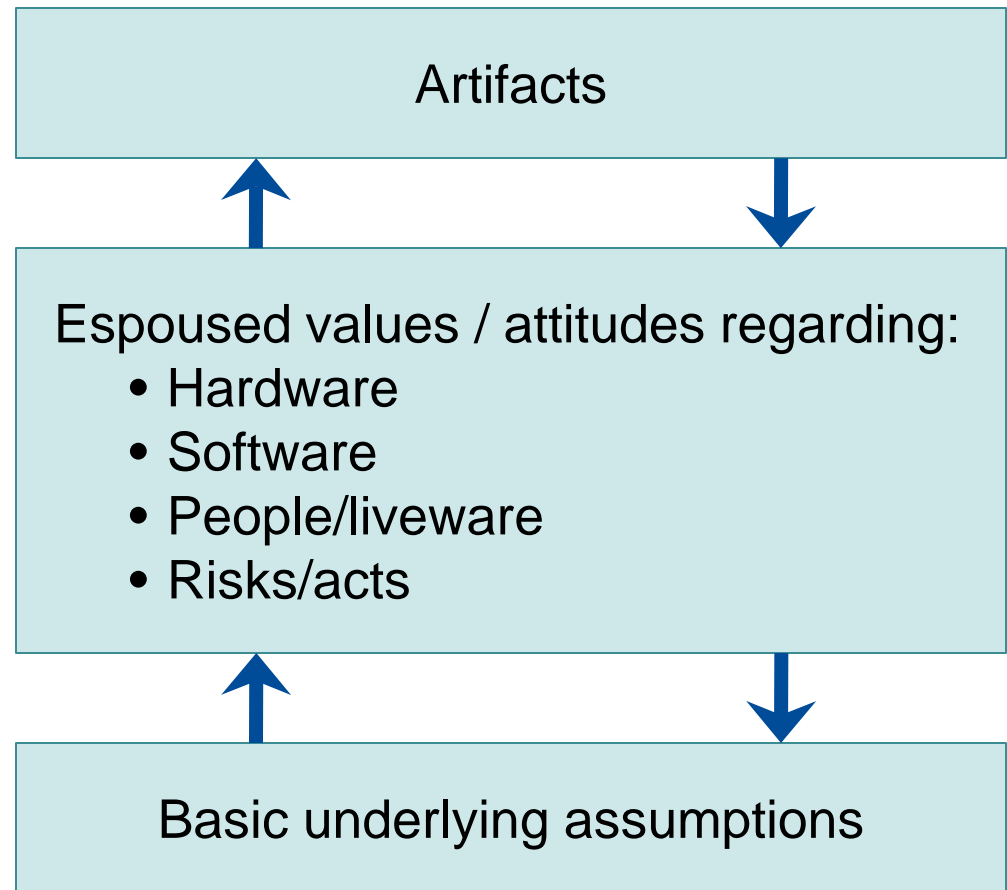 Artifacts
Espoused values / attitudes regarding:
• Hardware
• Software
• People/liveware
• Risks/acts
Basic underlying assumptions